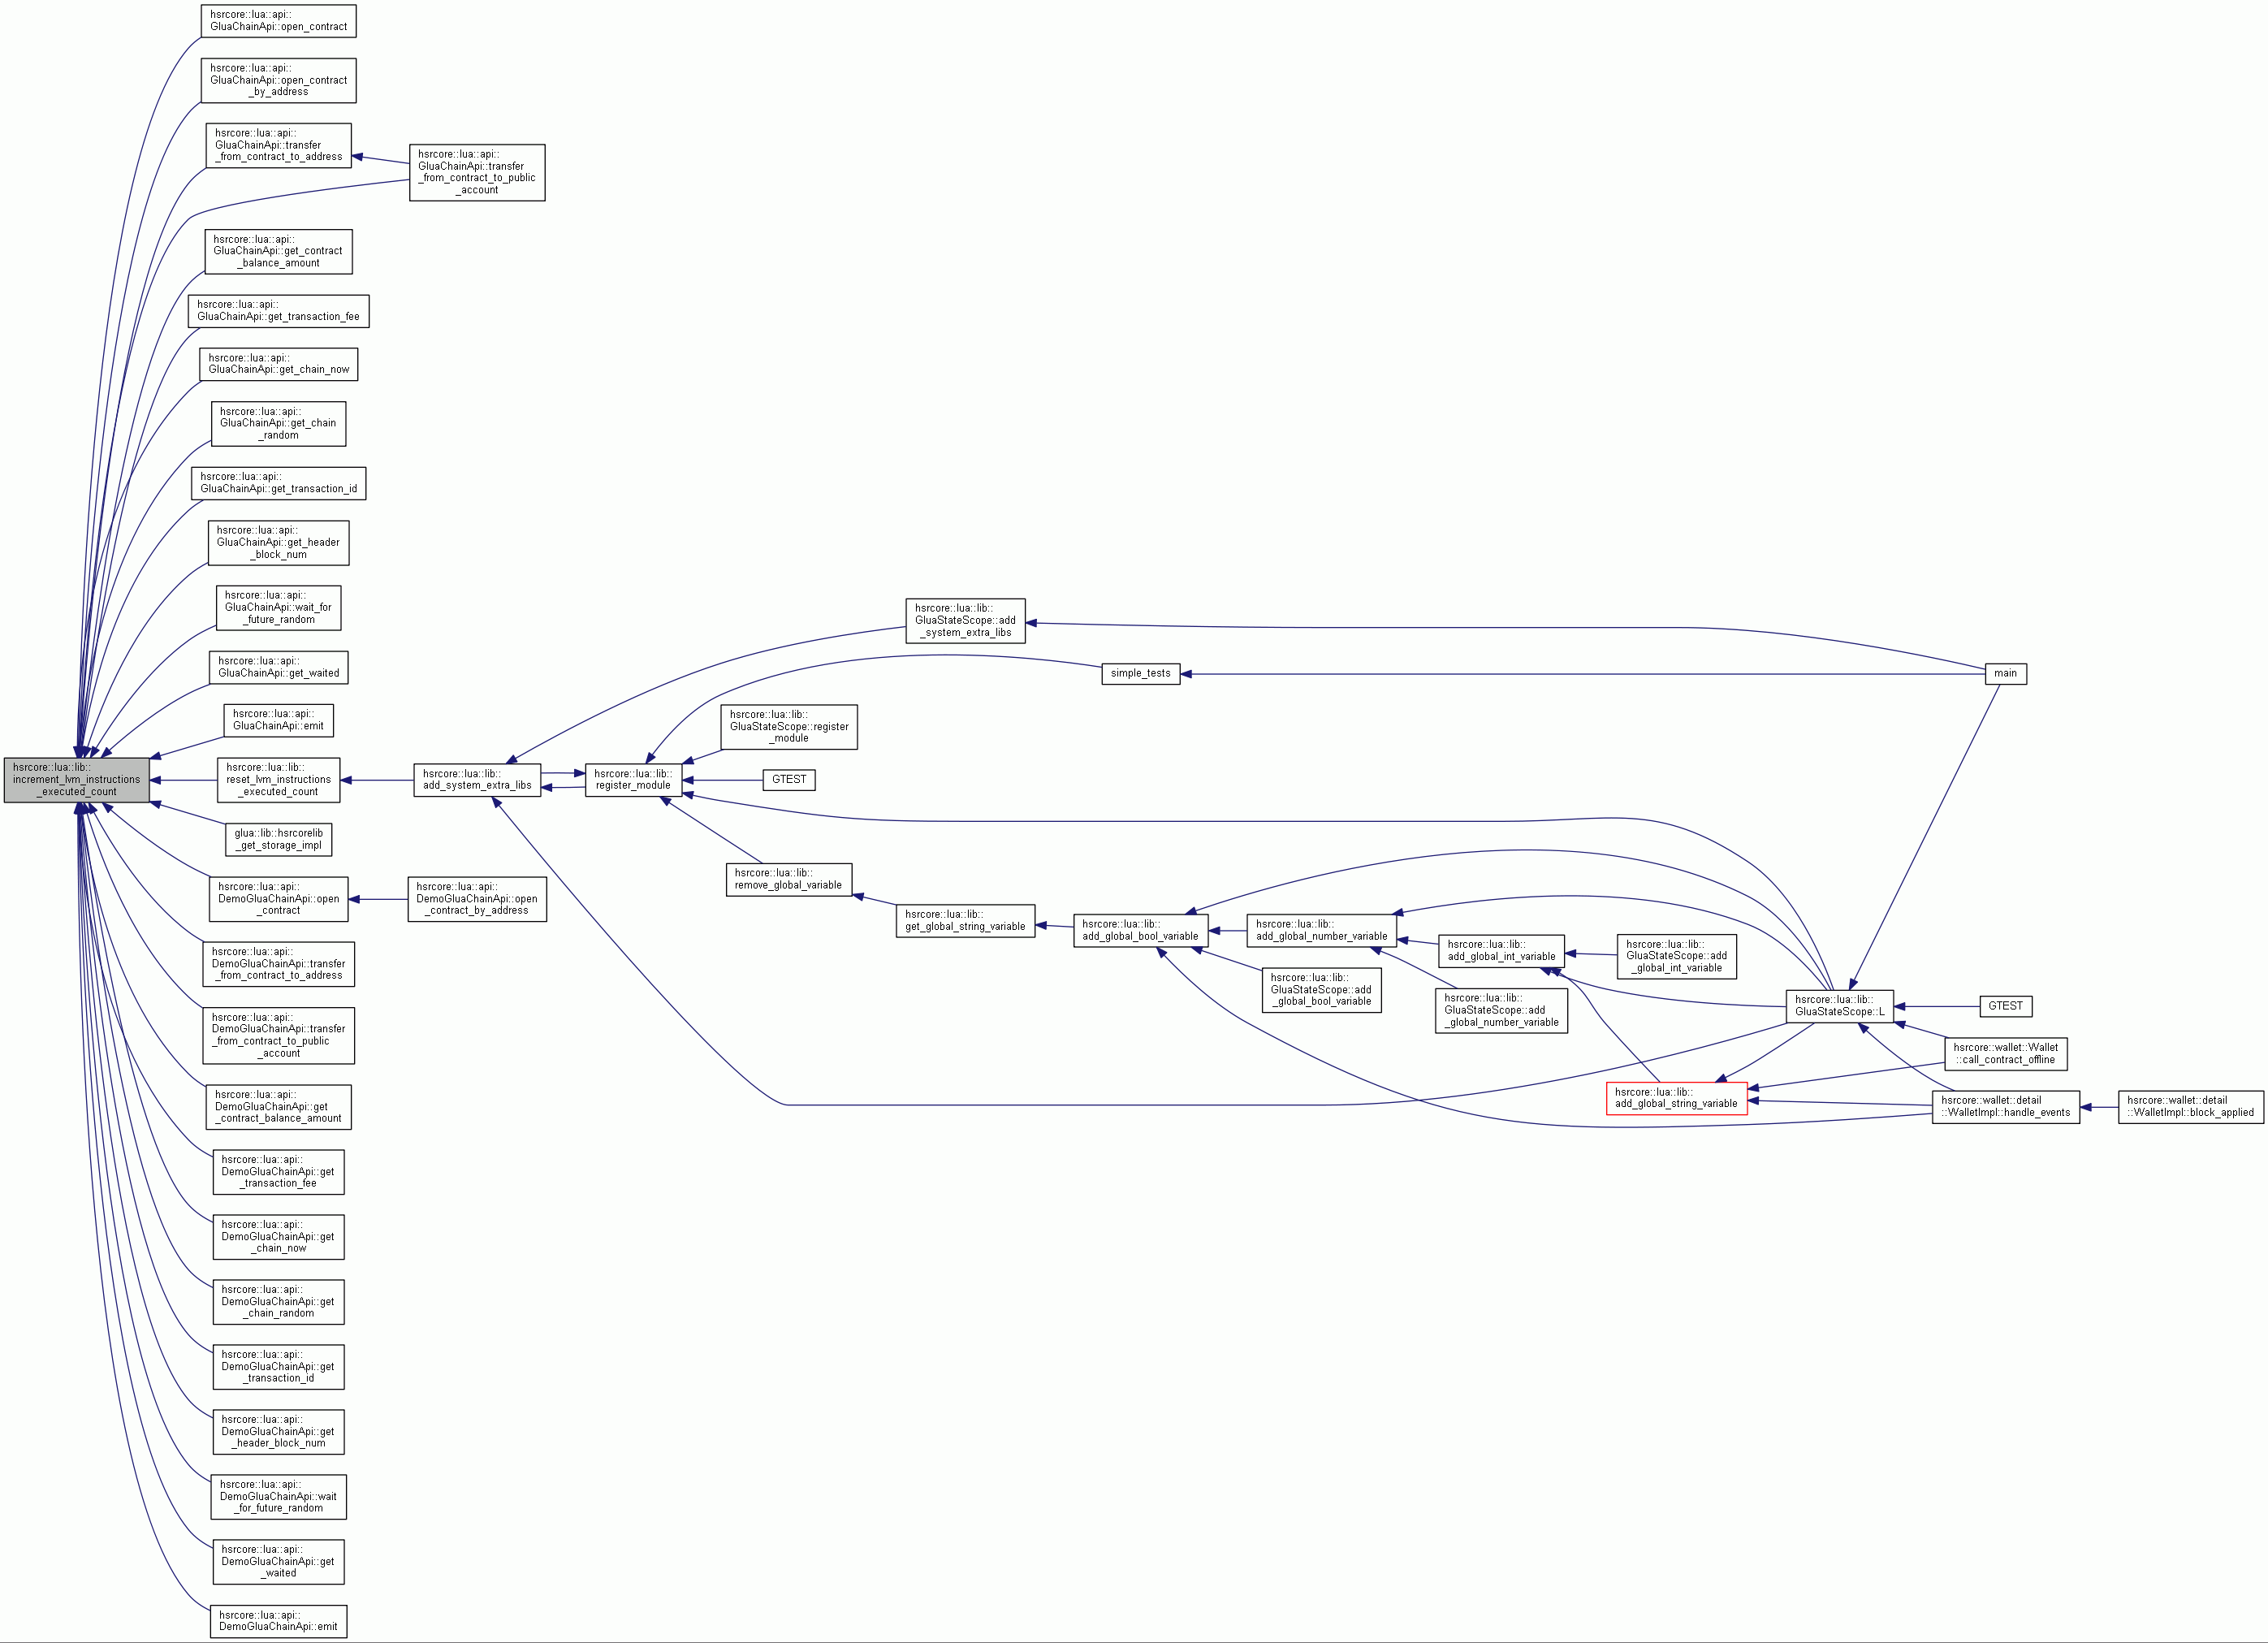 hsrcore::lua::api::
GluaChainApi::open_contract
hsrcore::lua::api::
GluaChainApi::open_contract
_by_address
hsrcore::lua::api::
GluaChainApi::transfer
_from_contract_to_address
hsrcore::lua::api::
GluaChainApi::transfer
_from_contract_to_public
_account
hsrcore::lua::api::
GluaChainApi::get_contract
_balance_amount
hsrcore::lua::api::
GluaChainApi::get_transaction_fee
hsrcore::lua::api::
GluaChainApi::get_chain_now
hsrcore::lua::api::
GluaChainApi::get_chain
_random
hsrcore::lua::api::
GluaChainApi::get_transaction_id
hsrcore::lua::api::
GluaChainApi::get_header
_block_num
hsrcore::lua::api::
GluaChainApi::wait_for
_future_random
hsrcore::lua::api::
GluaChainApi::get_waited
hsrcore::lua::api::
GluaChainApi::emit
hsrcore::lua::lib::
increment_lvm_instructions
_executed_count
hsrcore::lua::lib::
reset_lvm_instructions
_executed_count
hsrcore::lua::lib::
add_system_extra_libs
hsrcore::lua::lib::
register_module
hsrcore::lua::lib::
GluaStateScope::add
_system_extra_libs
simple_tests
main
hsrcore::lua::lib::
GluaStateScope::register
_module
GTEST
hsrcore::lua::lib::
remove_global_variable
hsrcore::lua::lib::
get_global_string_variable
hsrcore::lua::lib::
add_global_bool_variable
hsrcore::lua::lib::
add_global_number_variable
hsrcore::lua::lib::
add_global_int_variable
hsrcore::lua::lib::
GluaStateScope::add
_global_int_variable
hsrcore::lua::lib::
GluaStateScope::add
_global_bool_variable
hsrcore::lua::lib::
GluaStateScope::add
_global_number_variable
hsrcore::lua::lib::
GluaStateScope::L
GTEST
hsrcore::wallet::Wallet
::call_contract_offline
hsrcore::lua::lib::
add_global_string_variable
hsrcore::wallet::detail
::WalletImpl::handle_events
hsrcore::wallet::detail
::WalletImpl::block_applied
glua::lib::hsrcorelib
_get_storage_impl
hsrcore::lua::api::
DemoGluaChainApi::open
_contract
hsrcore::lua::api::
DemoGluaChainApi::open
_contract_by_address
hsrcore::lua::api::
DemoGluaChainApi::transfer
_from_contract_to_address
hsrcore::lua::api::
DemoGluaChainApi::transfer
_from_contract_to_public
_account
hsrcore::lua::api::
DemoGluaChainApi::get
_contract_balance_amount
hsrcore::lua::api::
DemoGluaChainApi::get
_transaction_fee
hsrcore::lua::api::
DemoGluaChainApi::get
_chain_now
hsrcore::lua::api::
DemoGluaChainApi::get
_chain_random
hsrcore::lua::api::
DemoGluaChainApi::get
_transaction_id
hsrcore::lua::api::
DemoGluaChainApi::get
_header_block_num
hsrcore::lua::api::
DemoGluaChainApi::wait
_for_future_random
hsrcore::lua::api::
DemoGluaChainApi::get
_waited
hsrcore::lua::api::
DemoGluaChainApi::emit